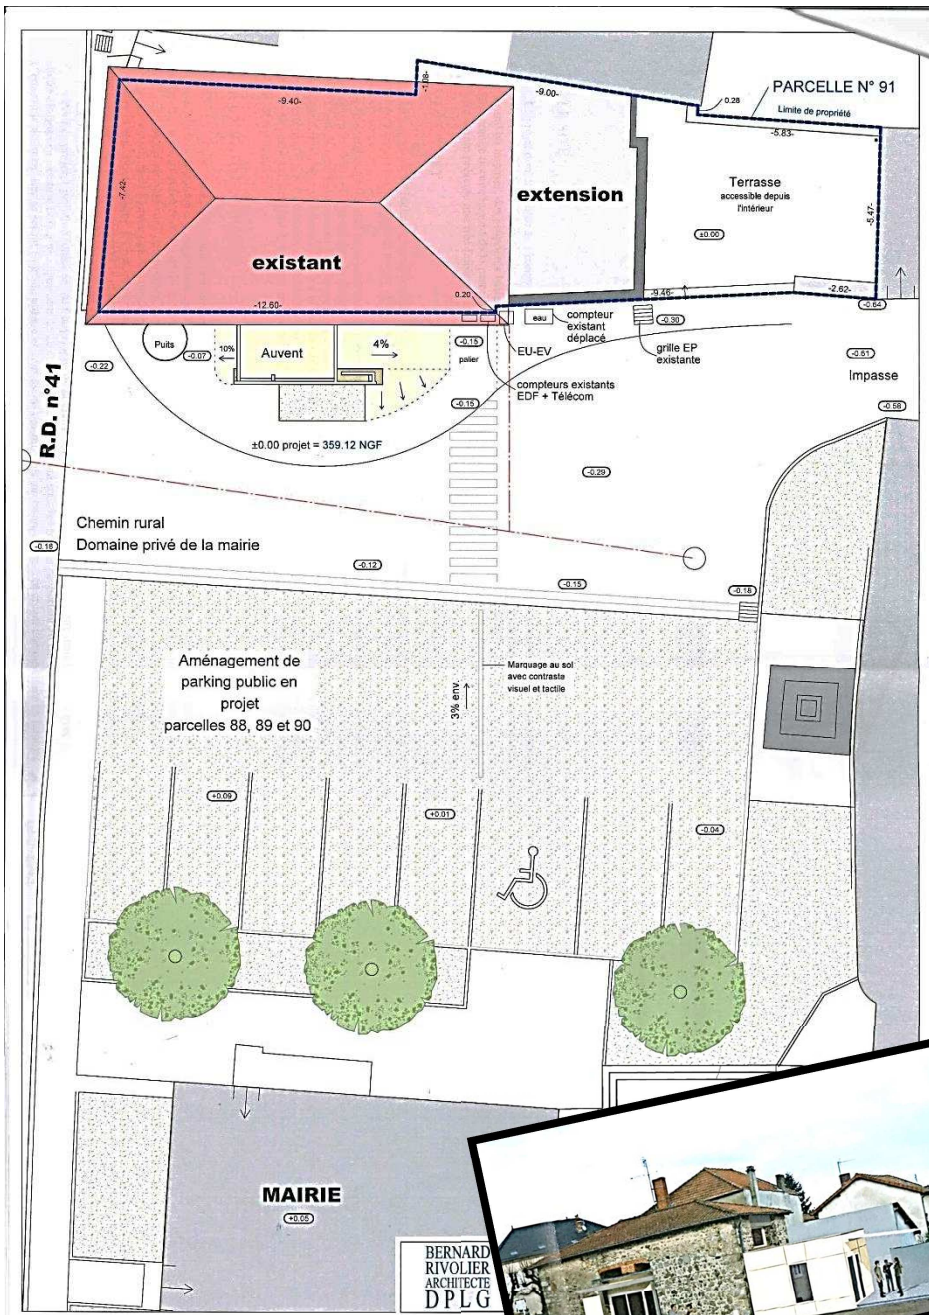 PARCELLE N° 91
Limite de propriété
-9.40-
-1.08-
-9.00-
0.28
-5.83-
-7.42-
existant
extension
Terrasse
accessible depuis
l'intérieur
±0.00
-5.47-
-12.60-
0.20
-9.46-
-2.62-
-0.64
Puits
-0.07
10%
Auvent
4%
-0.15
palier
EU-EV
eau
compteur
existant
déplacé
-0.30
grille EP
existante
-0.61
Impasse
-0.22
compteurs existants
EDF + Télécom
-0.15
-0.58
R.D. n°41
±0.00 projet = 359.12 NGF
-0.29
Chemin rural
Domaine privé de la mairie
-0.18
-0.12
-0.15
-0.18
Aménagement de
parking public en
projet
parcelles 88, 89 et 90
Marquage au sol
avec contraste
visuel et tactile
3% env.
+0.09
+0.01
-0.04
MAIRIE
+0.05
BERNARD
RIVOLIER
ARCHITECTE
DPLG